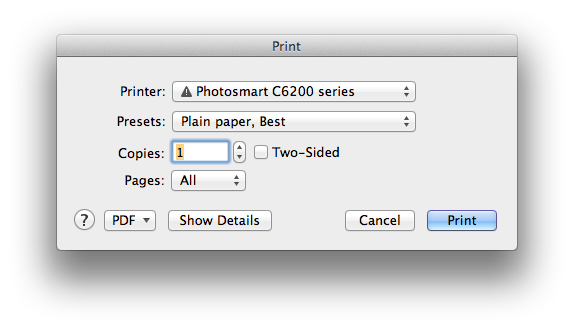 Print
Printer: Photosmart C6200 series
Presets: Plain paper, Best
Copies: 1 Two-Sided
Pages: All
? PDF Show Details Cancel Print